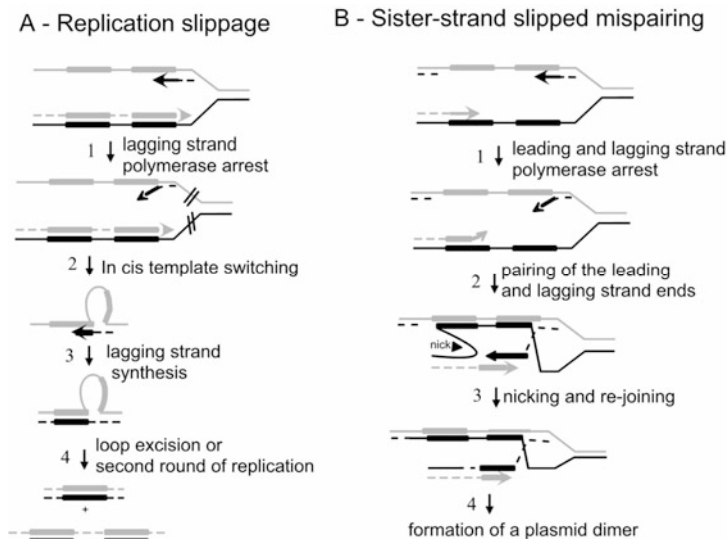 A - Replication slippage
1 lagging strand
polymerase arrest
2 In cis template switching
3 lagging strand
synthesis
4 loop excision or
second round of replication
+
B - Sister-strand slipped mispairing
1 leading and lagging strand
polymerase arrest
2 pairing of the leading
and lagging strand ends
nick
3 nicking and re-joining
4
formation of a plasmid dimer